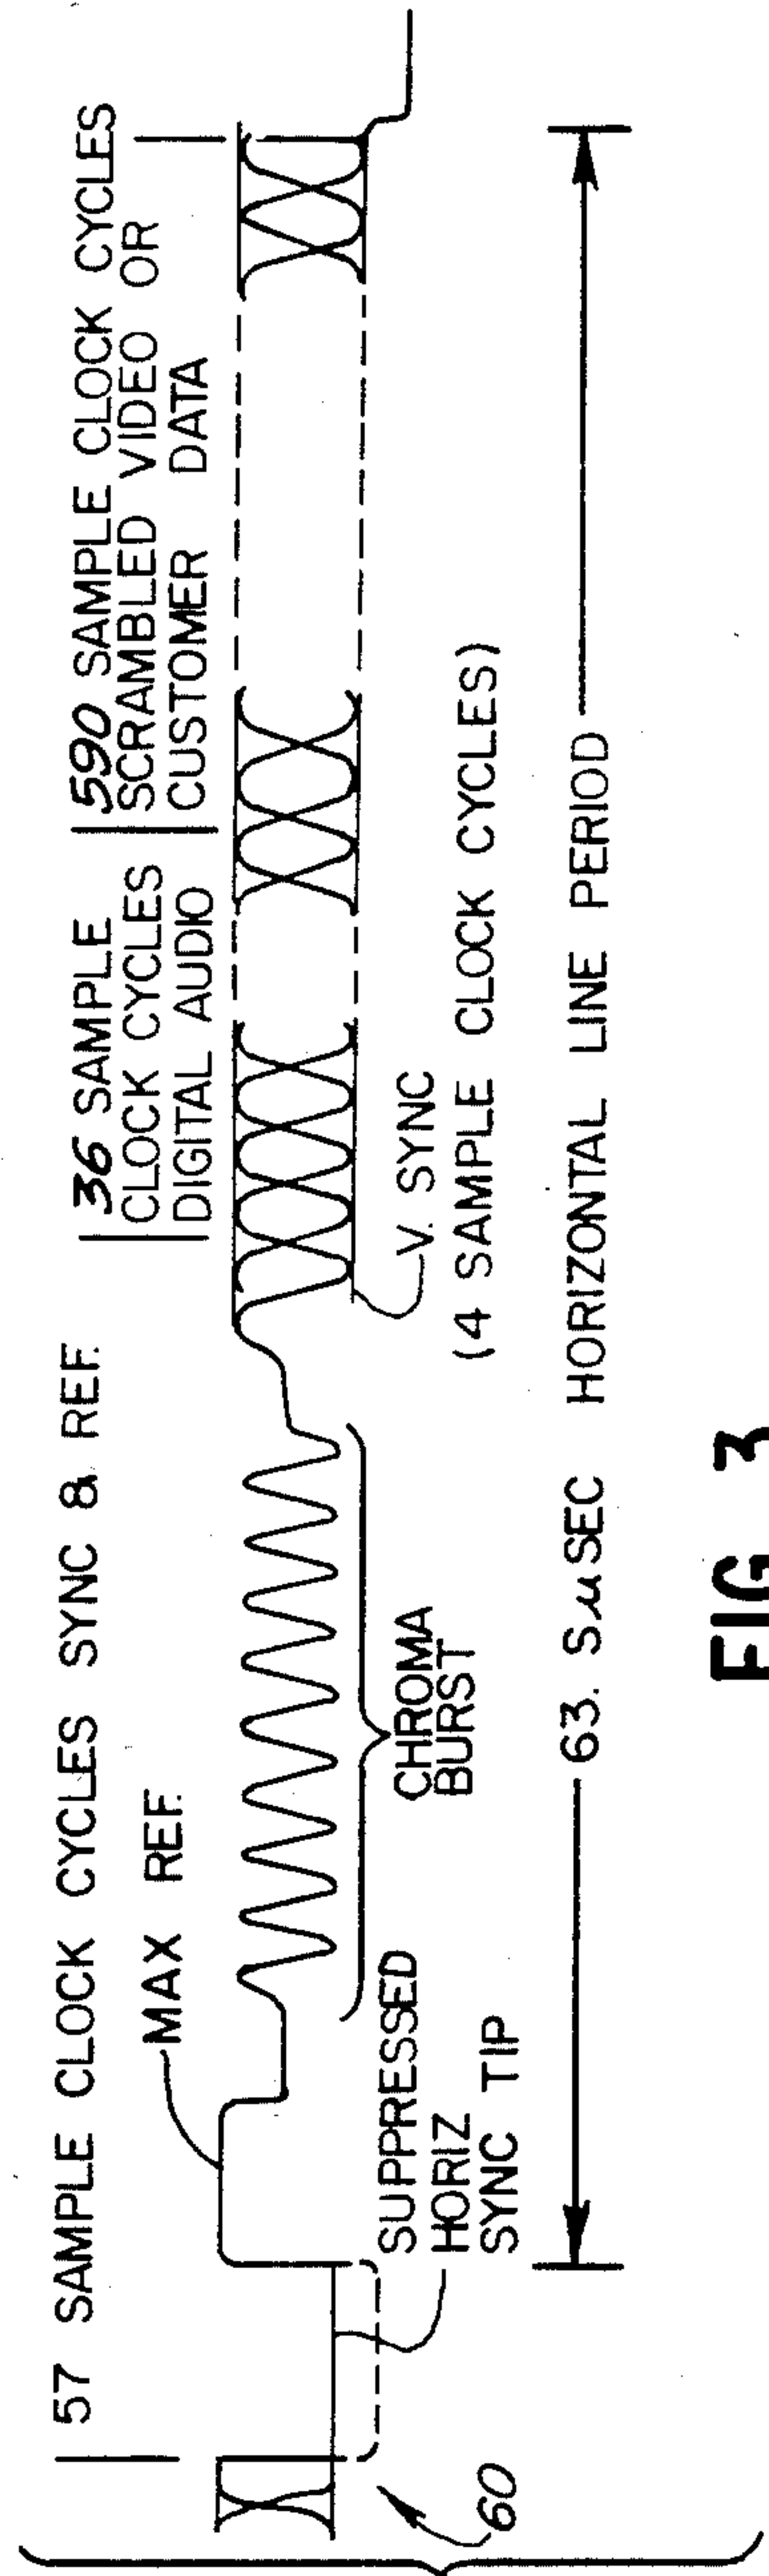 57 SAMPLE CLOCK CYCLES SYNC & REF.
36 SAMPLE
CLOCK CYCLES
DIGITAL AUDIO
590 SAMPLE CLOCK CYCLES
SCRAMBLED VIDEO OR
CUSTOMER DATA
MAX REF.
SUPPRESSED
HORIZ
SYNC TIP
CHROMA
BURST
V. SYNC
(4 SAMPLE CLOCK CYCLES)
60
63. SµSEC HORIZONTAL LINE PERIOD
FIG 3